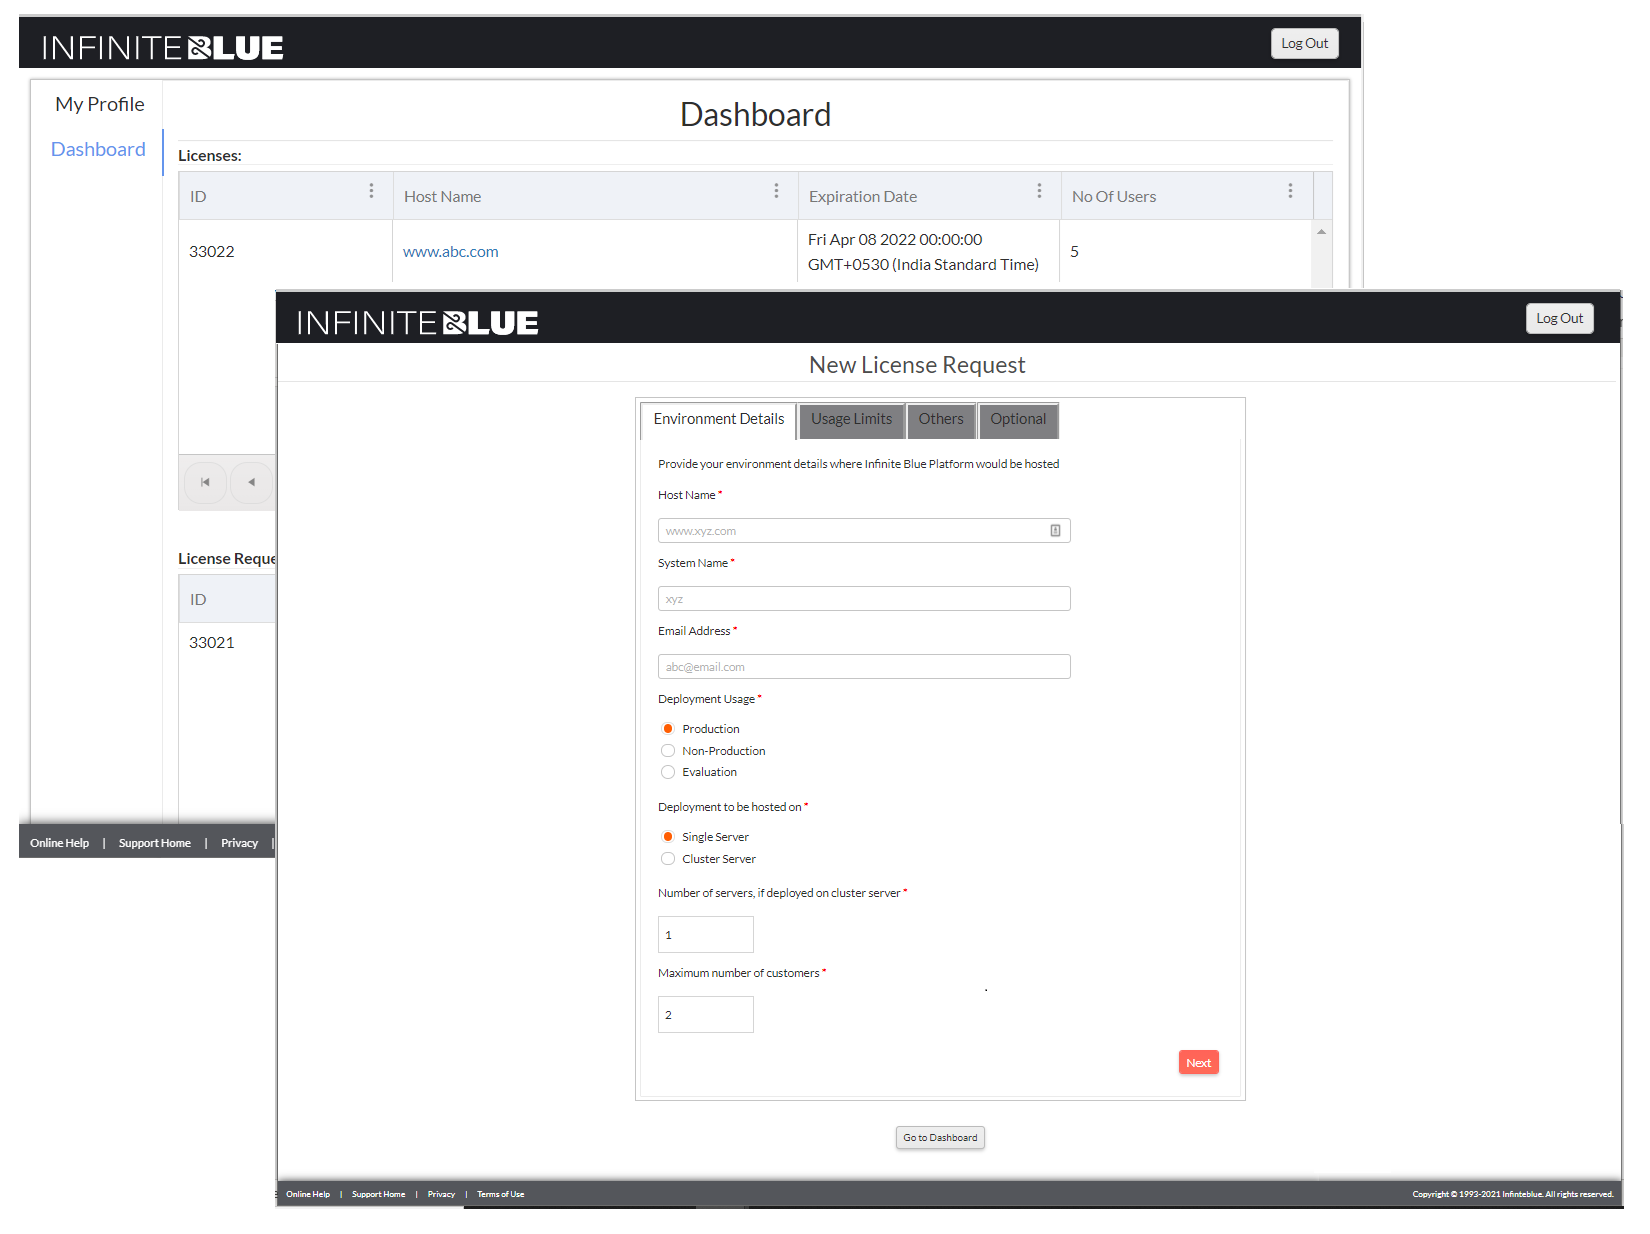 INFINITEBLUE
Log Out
My Profile
Dashboard
Dashboard
Licenses:
ID Host Name Expiration Date No Of Users
33022 www.abc.com Fri Apr 08 2022 00:00:00 GMT+0530 (India Standard Time) 5
License Reque
ID
33021
Online Help | Support Home | Privacy |
INFINITEBLUE
Log Out
New License Request
Environment Details Usage Limits Others Optional
Provide your environment details where Infinite Blue Platform would be hosted
Host Name *
www.xyz.com
System Name *
xyz
Email Address *
abc@email.com
Deployment Usage *
Production
Non-Production
Evaluation
Deployment to be hosted on *
Single Server
Cluster Server
Number of servers, if deployed on cluster server *
1
Maximum number of customers *
2
Next
Go to Dashboard
Online Help | Support Home | Privacy | Terms of Use
Copyright © 1993-2021 Infinteblue. All rights reserved.